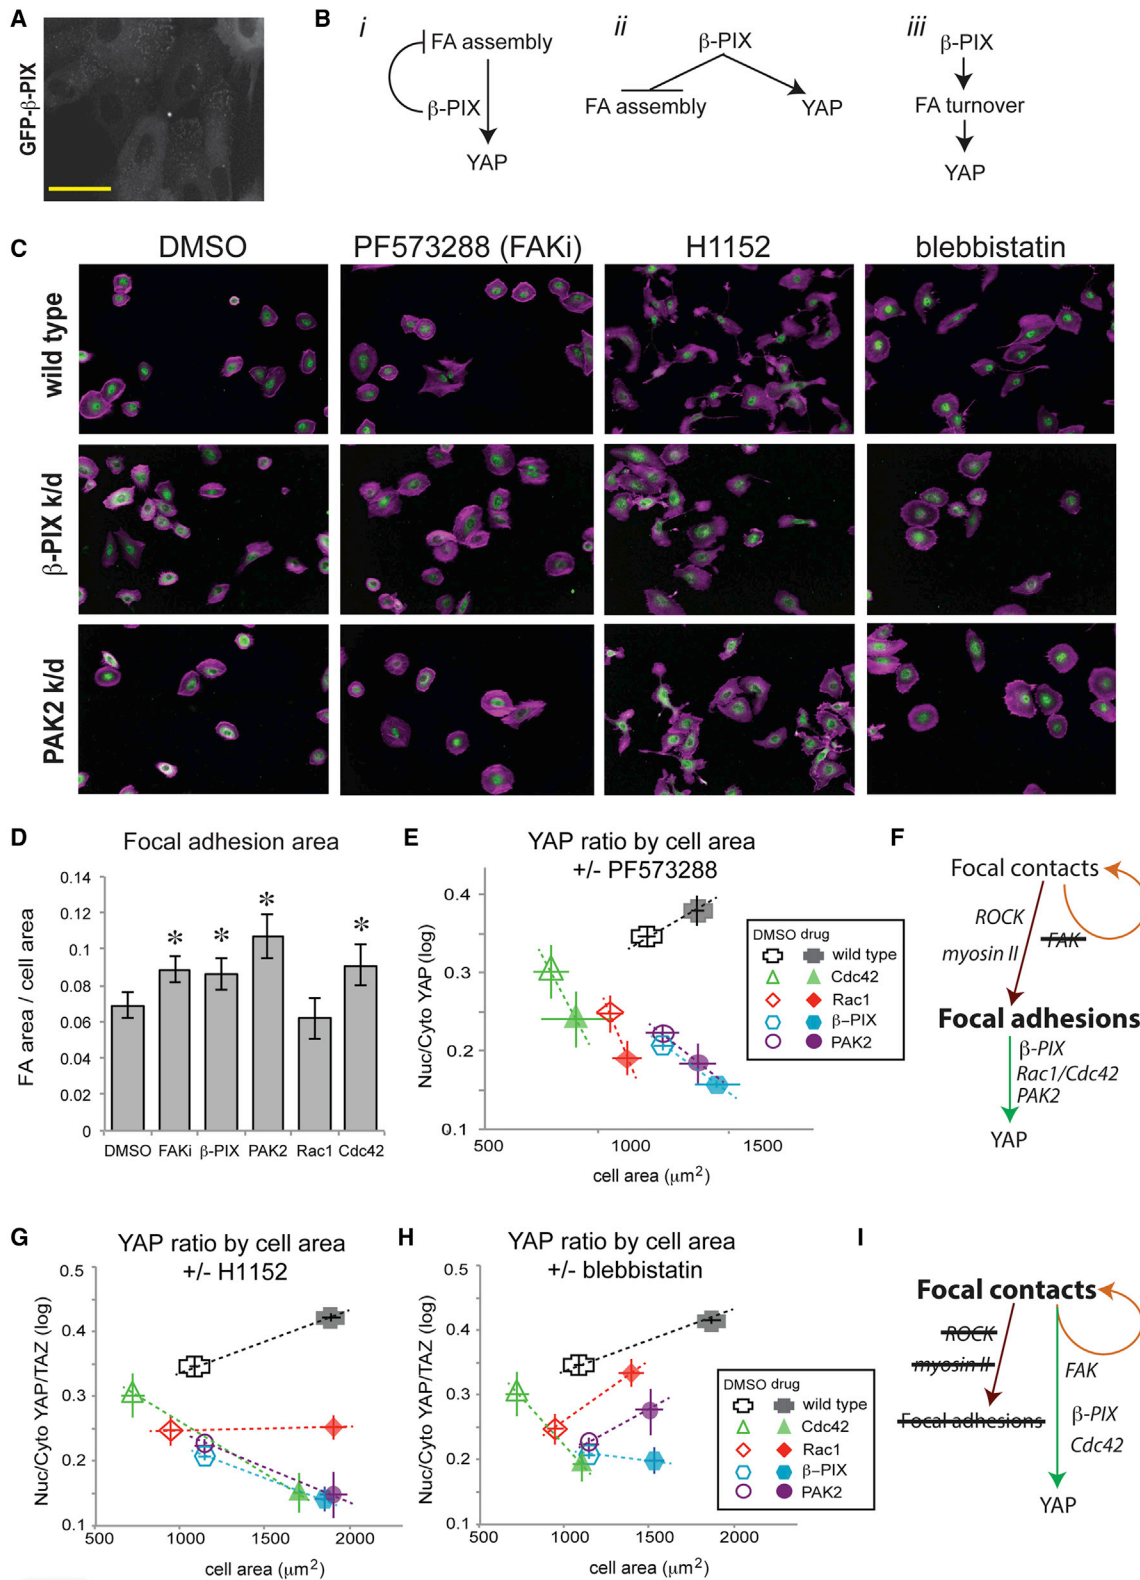 A
GFP-β-PIX
B
i
FA assembly
β-PIX
YAP
ii
β-PIX
FA assembly
YAP
iii
β-PIX
FA turnover
YAP
C
DMSO
PF573288 (FAKi)
H1152
blebbistatin
wild type
β-PIX k/d
PAK2 k/d
D
Focal adhesion area
FA area / cell area
0.14
0.12
0.1
0.08
0.06
0.04
0.02
0
*
*
*
*
DMSO FAKi β-PIX PAK2 Rac1 Cdc42
E
YAP ratio by cell area
+/- PF573288
Nuc/Cyto YAP (log)
0.4
0.3
0.2
0.1
500 1000 1500
cell area (μm²)
DMSO drug
wild type
Cdc42
Rac1
β–PIX
PAK2
F
Focal contacts
ROCK
myosin II
FAK
Focal adhesions
β-PIX
Rac1/Cdc42
PAK2
YAP
G
YAP ratio by cell area
+/- H1152
Nuc/Cyto YAP/TAZ (log)
0.5
0.4
0.3
0.2
0.1
500 1000 1500 2000
cell area (μm²)
H
YAP ratio by cell area
+/- blebbistatin
Nuc/Cyto YAP/TAZ (log)
0.5
0.4
0.3
0.2
0.1
500 1000 1500 2000
cell area (μm²)
DMSO drug
wild type
Cdc42
Rac1
β–PIX
PAK2
I
Focal contacts
ROCK
myosin II
Focal adhesions
FAK
β-PIX
Cdc42
YAP